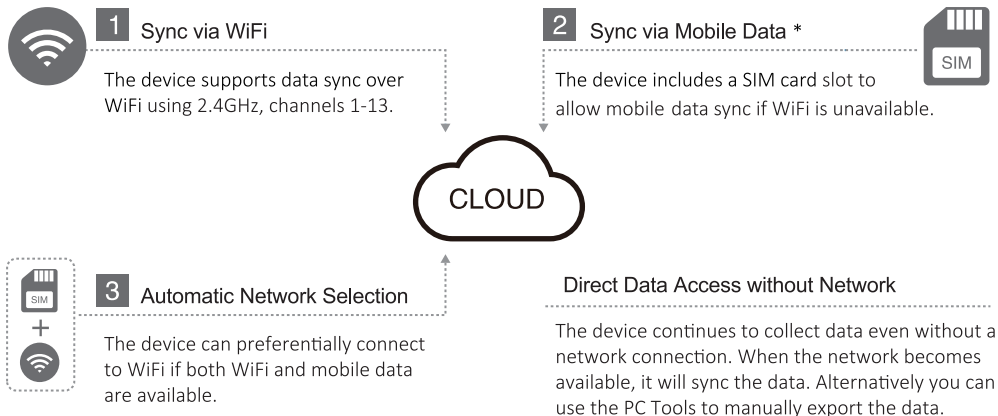 1 Sync via WiFi
The device supports data sync over
WiFi using 2.4GHz, channels 1-13.
2 Sync via Mobile Data *
SIM
The device includes a SIM card slot to
allow mobile data sync if WiFi is unavailable.
CLOUD
SIM
+
3 Automatic Network Selection
The device can preferentially connect
to WiFi if both WiFi and mobile data
are available.
Direct Data Access without Network
The device continues to collect data even without a
network connection. When the network becomes
available, it will sync the data. Alternatively you can
use the PC Tools to manually export the data.